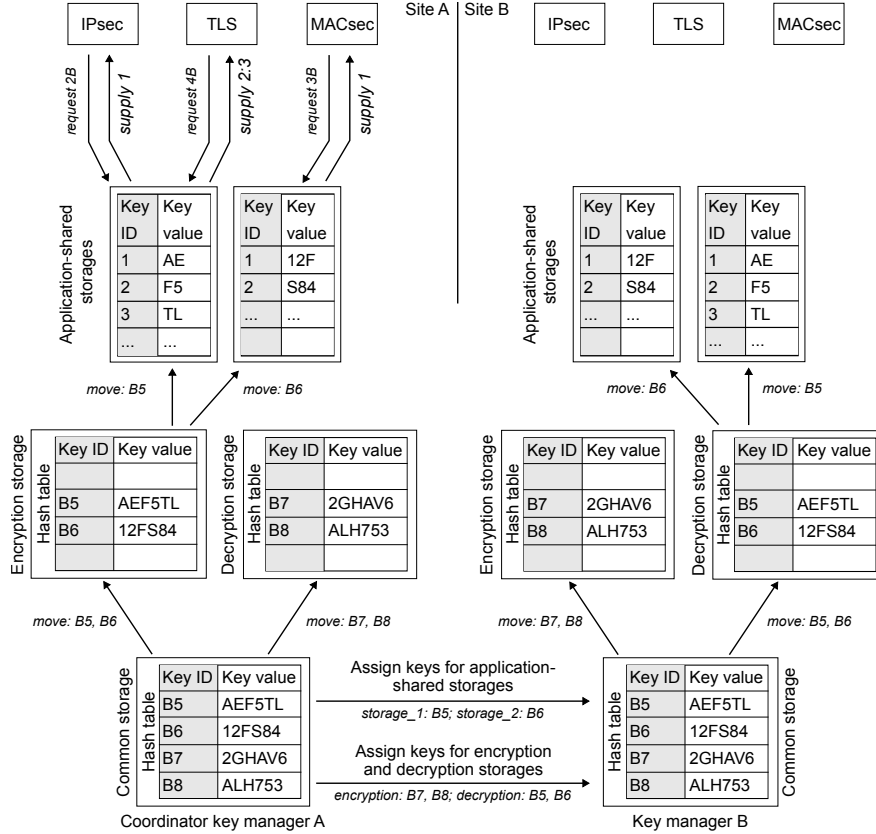 Site A
Site B
IPsec
TLS
MACsec
IPsec
TLS
MACsec
request 2B
supply 1
request 4B
supply 2:3
request 3B
supply 1
Application-shared
storages
Key
ID
Key
value
1 AE
2 F5
3 TL
... ...
Key
ID
Key
value
1 12F
2 S84
... ...
Application-shared
storages
Key
ID
Key
value
1 12F
2 S84
... ...
Key
ID
Key
value
1 AE
2 F5
3 TL
... ...
move: B5
move: B6
move: B6
move: B5
Encryption storage
Hash table
Key ID Key value
B5 AEF5TL
B6 12FS84
Decryption storage
Hash table
Key ID Key value
B7 2GHAV6
B8 ALH753
Encryption storage
Hash table
Key ID Key value
B7 2GHAV6
B8 ALH753
Decryption storage
Hash table
Key ID Key value
B5 AEF5TL
B6 12FS84
move: B5, B6
move: B7, B8
move: B7, B8
move: B5, B6
Common storage
Hash table
Key ID Key value
B5 AEF5TL
B6 12FS84
B7 2GHAV6
B8 ALH753
Coordinator key manager A
Assign keys for application-
shared storages
storage_1: B5; storage_2: B6
Assign keys for encryption
and decryption storages
encryption: B7, B8; decryption: B5, B6
Hash table
Key ID Key value
B5 AEF5TL
B6 12FS84
B7 2GHAV6
B8 ALH753
Common storage
Key manager B